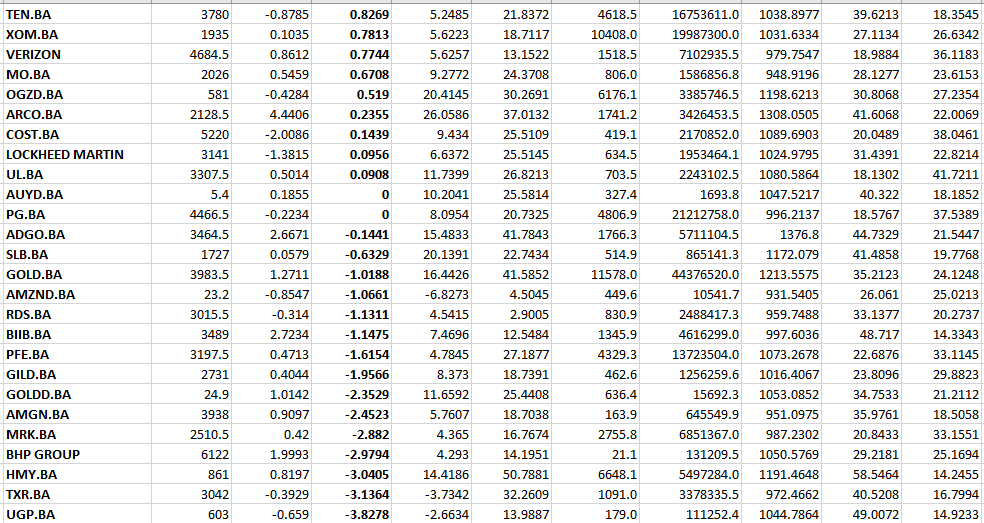 TEN.BA 3780 -0.8785 0.8269 5.2485 21.8372 4618.5 16753611.0 1038.8977 39.6213 18.3545
XOM.BA 1935 0.1035 0.7813 5.6223 18.7117 10408.0 19987300.0 1031.6334 27.1134 26.6342
VERIZON 4684.5 0.8612 0.7744 5.6257 13.1522 1518.5 7102935.5 979.7547 18.9884 36.1183
MO.BA 2026 0.5459 0.6708 9.2772 24.3708 806.0 1586856.8 948.9196 28.1277 23.6153
OGZD.BA 581 -0.4284 0.519 20.4145 30.2691 6176.1 3385746.5 1198.6213 30.8068 27.2354
ARCO.BA 2128.5 4.4406 0.2355 26.0586 37.0132 1741.2 3426453.5 1308.0505 41.6068 22.0069
COST.BA 5220 -2.0086 0.1439 9.434 25.5109 419.1 2170852.0 1089.6903 20.0489 38.0461
LOCKHEED MARTIN 3141 -1.3815 0.0956 6.6372 25.5145 634.5 1953464.1 1024.9795 31.4391 22.8214
UL.BA 3307.5 0.5014 0.0908 11.7399 26.8213 703.5 2243102.5 1080.5864 18.1302 41.7211
AUYD.BA 5.4 0.1855 0 10.2041 25.5814 327.4 1693.8 1047.5217 40.322 18.1852
PG.BA 4466.5 -0.2234 0 8.0954 20.7325 4806.9 21212758.0 996.2137 18.5767 37.5389
ADGO.BA 3464.5 2.6671 -0.1441 15.4833 41.7843 1766.3 5711104.5 1376.8 44.7329 21.5447
SLB.BA 1727 0.0579 -0.6329 20.1391 22.7434 514.9 865141.3 1172.079 41.4858 19.7768
GOLD.BA 3983.5 1.2711 -1.0188 16.4426 41.5852 11578.0 44376520.0 1213.5575 35.2123 24.1248
AMZND.BA 23.2 -0.8547 -1.0661 -6.8273 4.5045 449.6 10541.7 931.5405 26.061 25.0213
RDS.BA 3015.5 -0.314 -1.1311 4.5415 2.9005 830.9 2488417.3 959.7488 33.1377 20.2737
BIIB.BA 3489 2.7234 -1.1475 7.4696 12.5484 1345.9 4616299.0 997.6036 48.717 14.3343
PFE.BA 3197.5 0.4713 -1.6154 4.7845 27.1877 4329.3 13723504.0 1073.2678 22.6876 33.1145
GILD.BA 2731 0.4044 -1.9566 8.373 18.7391 462.6 1256259.6 1016.4067 23.8096 29.8823
GOLDD.BA 24.9 1.0142 -2.3529 11.6592 25.4408 636.4 15692.3 1053.0852 34.7533 21.2112
AMGN.BA 3938 0.9097 -2.4523 5.7607 18.7038 163.9 645549.9 951.0975 35.9761 18.5058
MRK.BA 2510.5 0.42 -2.882 4.365 16.7674 2755.8 6851367.0 987.2302 20.8433 33.1551
BHP GROUP 6122 1.9993 -2.9794 4.293 14.1951 21.1 131209.5 1050.5769 29.2181 25.1694
HMY.BA 861 0.8197 -3.0405 14.4186 50.7881 6648.1 5497284.0 1191.4648 58.5464 14.2455
TXR.BA 3042 -0.3929 -3.1364 -3.7342 32.2609 1091.0 3378335.5 972.4662 40.5208 16.7994
UGP.BA 603 -0.659 -3.8278 -2.6634 13.9887 179.0 111252.4 1044.7864 49.0072 14.9233